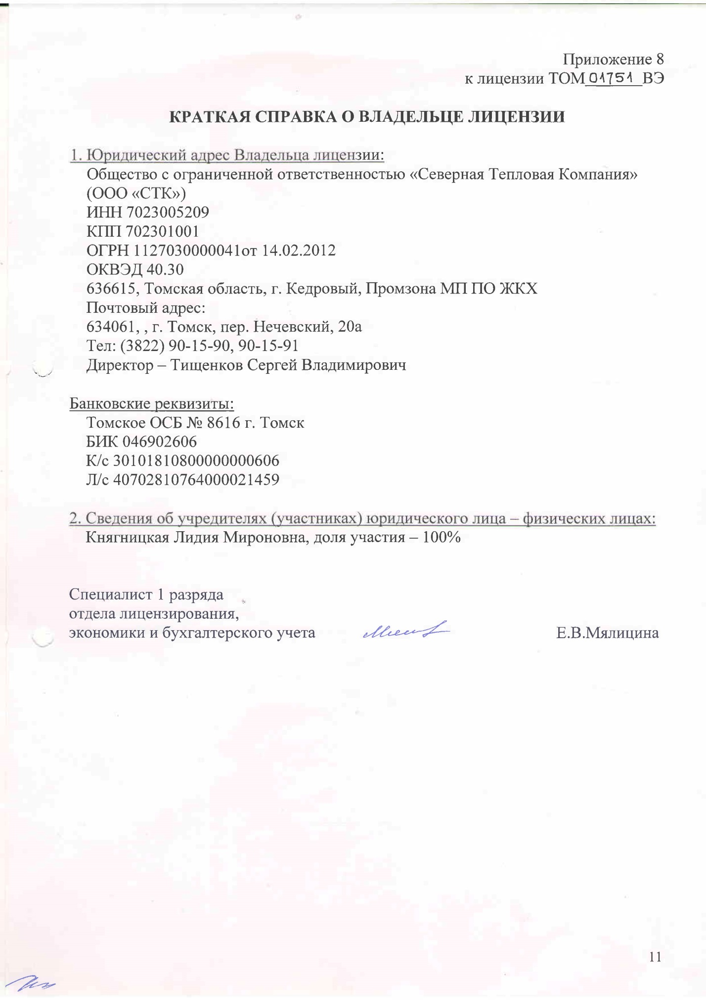 Приложение 8
к лицензии ТОМ 01751 ВЭ
КРАТКАЯ СПРАВКА О ВЛАДЕЛЬЦЕ ЛИЦЕНЗИИ
1. Юридический адрес Владельца лицензии:
Общество с ограниченной ответственностью «Северная Тепловая Компания»
(ООО «СТК»)
ИНН 7023005209
КПП 702301001
ОГРН 1127030000041от 14.02.2012
ОКВЭД 40.30
636615, Томская область, г. Кедровый, Промзона МП ПО ЖКХ
Почтовый адрес:
634061, , г. Томск, пер. Нечевский, 20а
Тел: (3822) 90-15-90, 90-15-91
Директор – Тищенков Сергей Владимирович
Банковские реквизиты:
Томское ОСБ № 8616 г. Томск
БИК 046902606
К/с 30101810800000000606
Л/с 40702810764000021459
2. Сведения об учредителях (участниках) юридического лица – физических лицах:
Княгницкая Лидия Мироновна, доля участия – 100%
Специалист 1 разряда
отдела лицензирования,
экономики и бухгалтерского учета Е.В.Мялицина
11